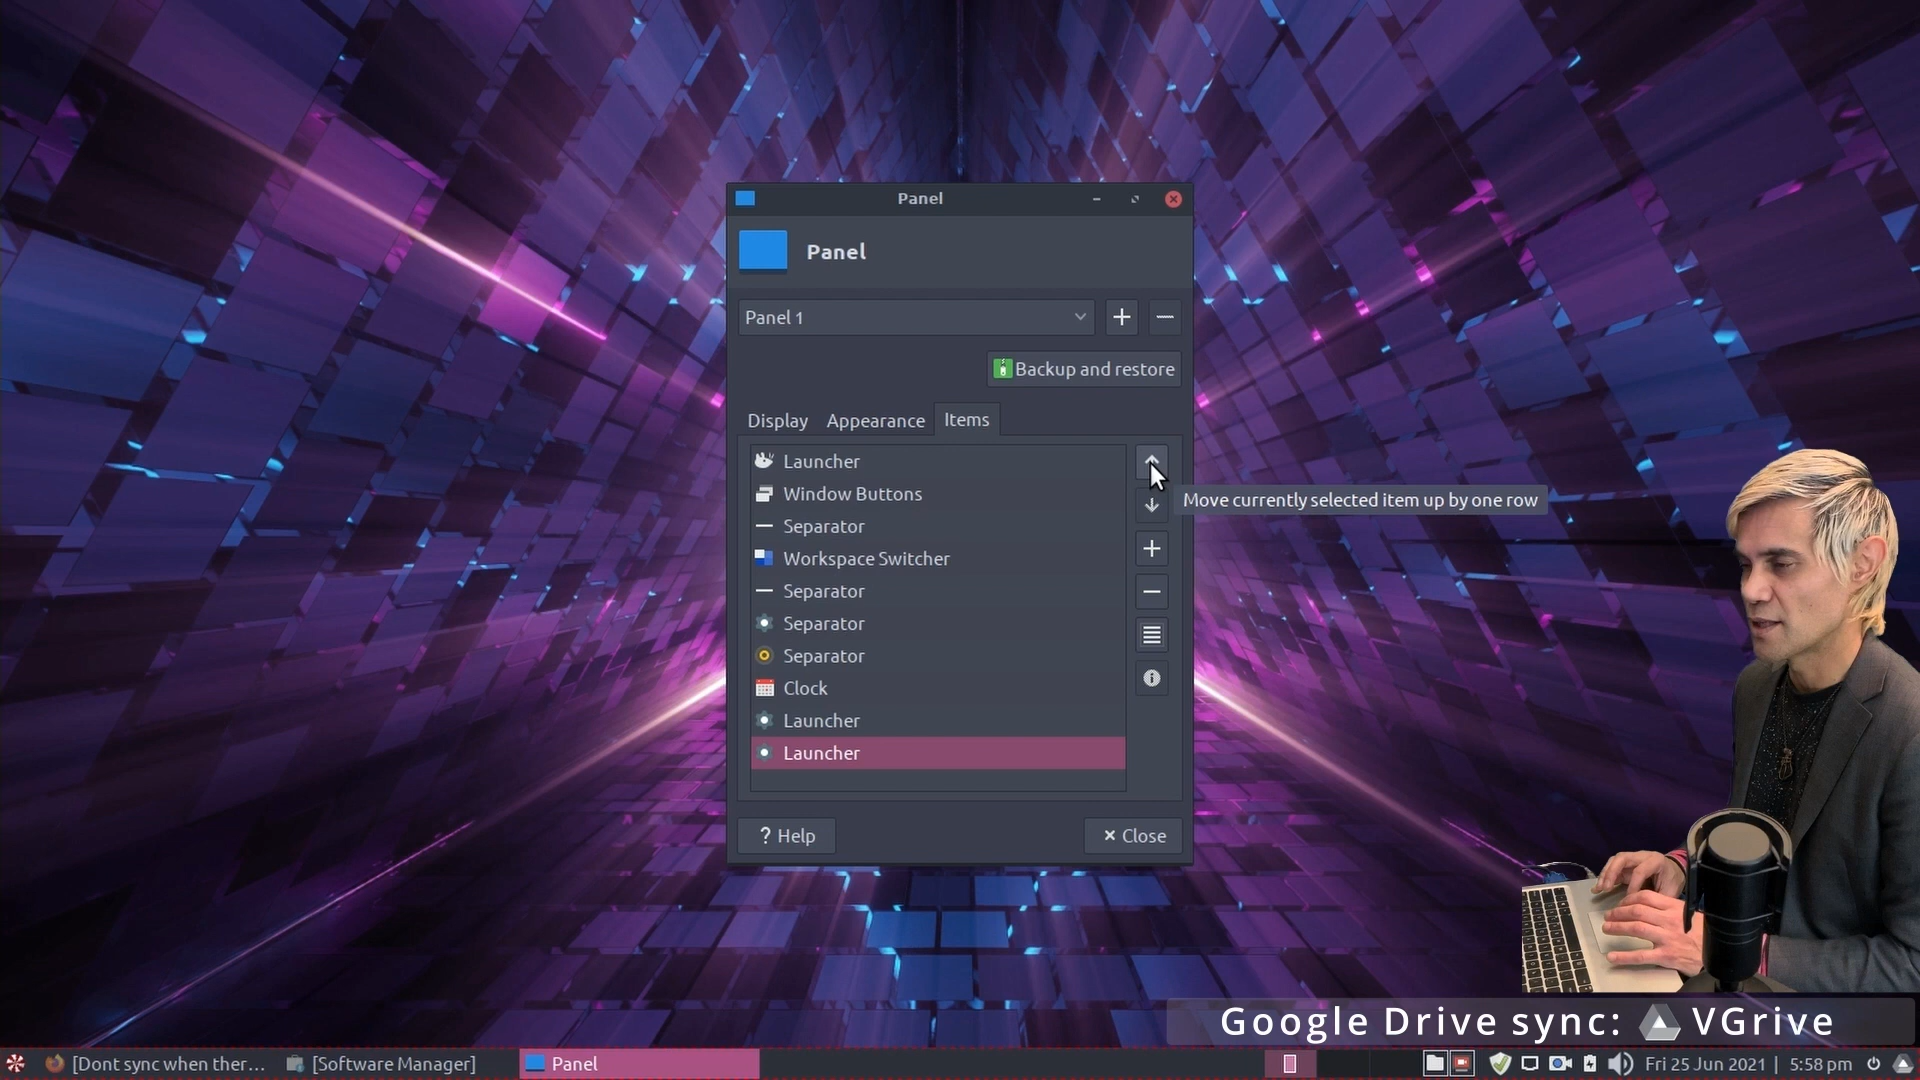 Panel
Panel
Panel 1
Backup and restore
Display
Appearance
Items
Launcher
Window Buttons
Separator
Workspace Switcher
Separator
Separator
Separator
Clock
Launcher
Launcher
Move currently selected item up by one row
? Help
Close
Google Drive sync: VGrive
[Dont sync when ther...
[Software Manager]
Panel
Fri 25 Jun 2021 | 5:58 pm